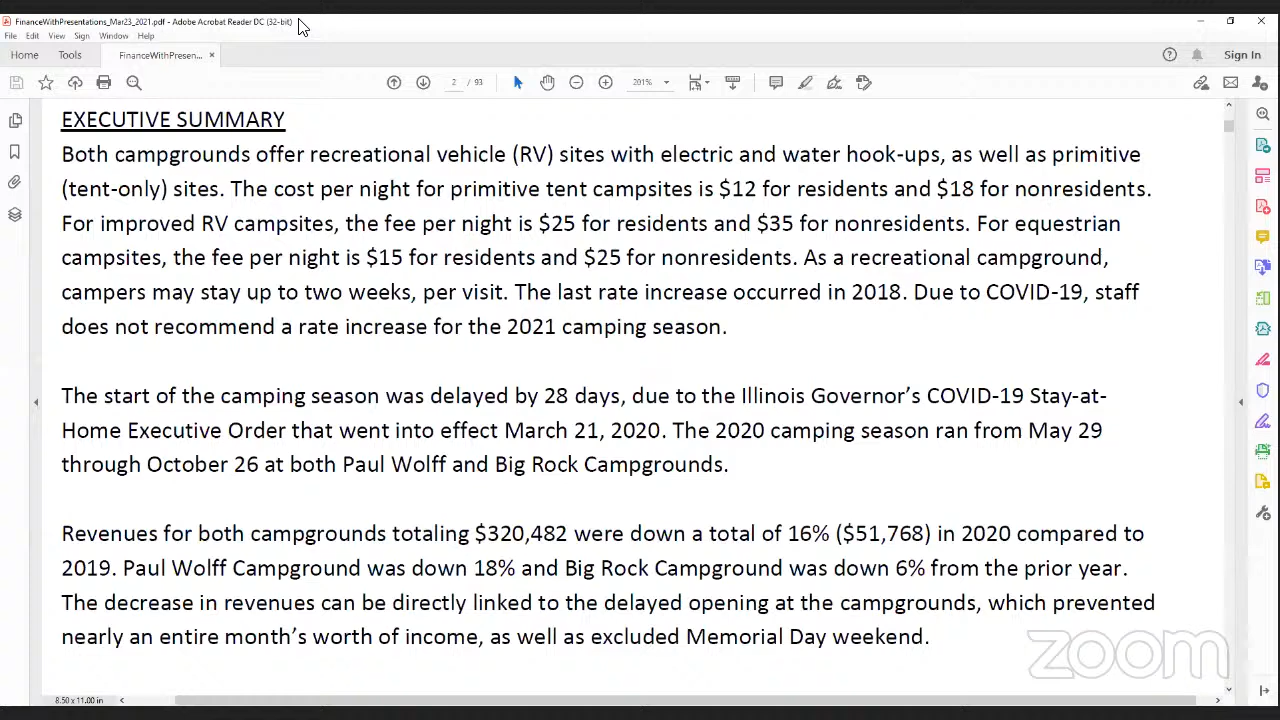 FinanceWithPresentations_Mar23_2021.pdf - Adobe Acrobat Reader DC (32-bit)
File Edit View Sign Window Help
Home Tools FinanceWithPresen... × Sign In
2 / 93 201%
EXECUTIVE SUMMARY
Both campgrounds offer recreational vehicle (RV) sites with electric and water hook-ups, as well as primitive
(tent-only) sites. The cost per night for primitive tent campsites is $12 for residents and $18 for nonresidents.
For improved RV campsites, the fee per night is $25 for residents and $35 for nonresidents. For equestrian
campsites, the fee per night is $15 for residents and $25 for nonresidents. As a recreational campground,
campers may stay up to two weeks, per visit. The last rate increase occurred in 2018. Due to COVID-19, staff
does not recommend a rate increase for the 2021 camping season.
The start of the camping season was delayed by 28 days, due to the Illinois Governor’s COVID-19 Stay-at-
Home Executive Order that went into effect March 21, 2020. The 2020 camping season ran from May 29
through October 26 at both Paul Wolff and Big Rock Campgrounds.
Revenues for both campgrounds totaling $320,482 were down a total of 16% ($51,768) in 2020 compared to
2019. Paul Wolff Campground was down 18% and Big Rock Campground was down 6% from the prior year.
The decrease in revenues can be directly linked to the delayed opening at the campgrounds, which prevented
nearly an entire month’s worth of income, as well as excluded Memorial Day weekend.
zoom
8.50 x 11.00 in